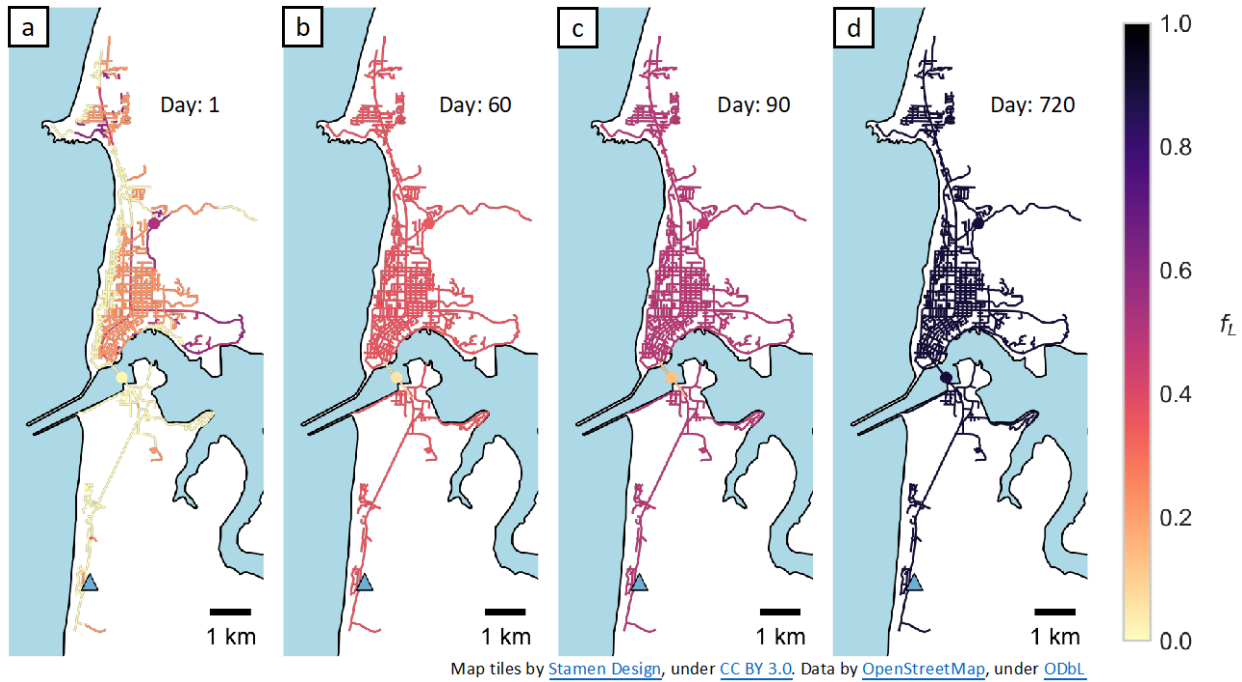 a
Day: 1
1 km
b
Day: 60
1 km
c
Day: 90
1 km
d
Day: 720
1 km
1.0
0.8
0.6
0.4
0.2
0.0
f_L
Map tiles by Stamen Design, under CC BY 3.0. Data by OpenStreetMap, under ODbL